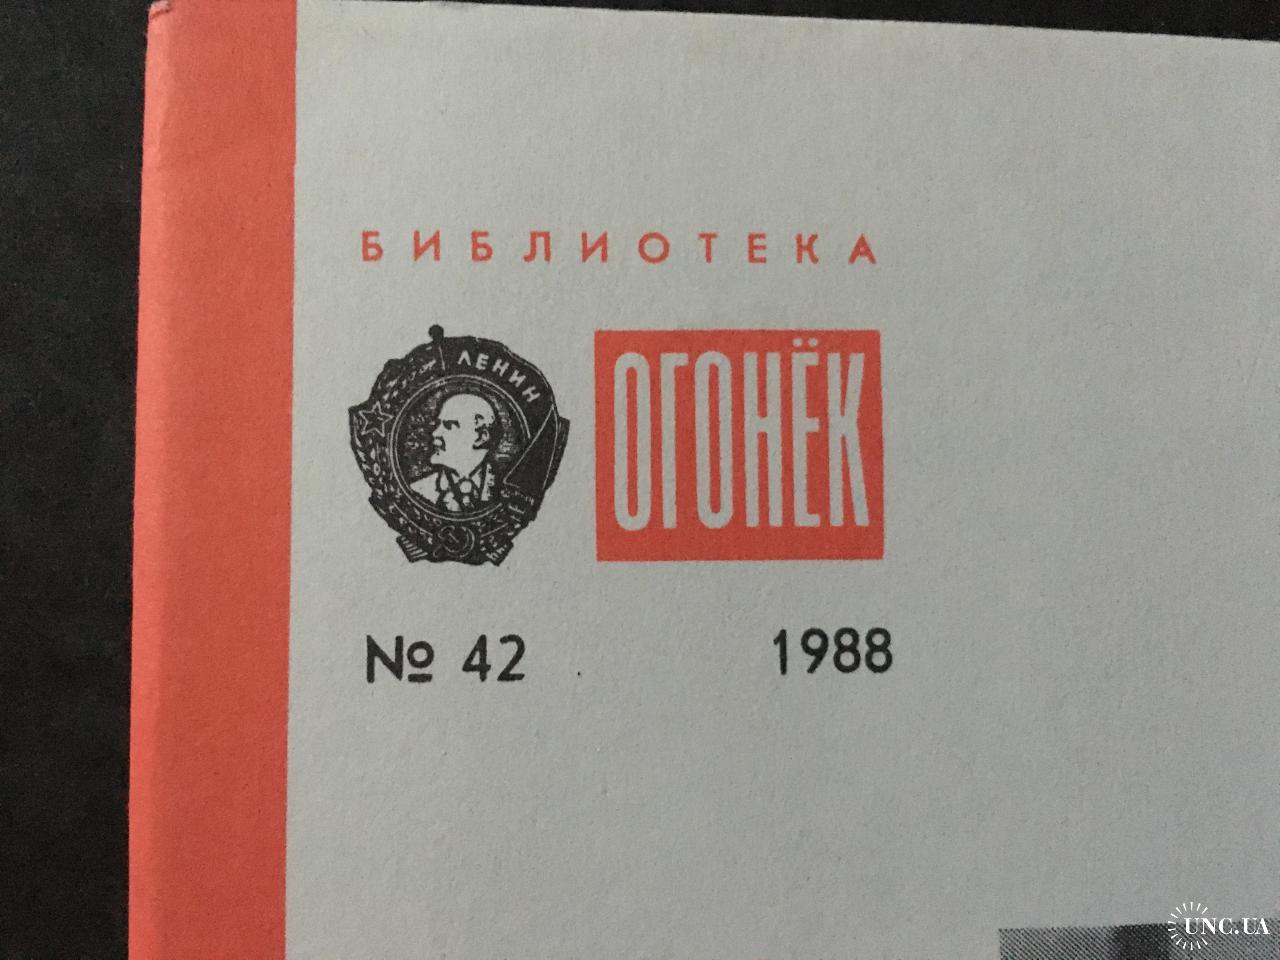 БИБЛИОТЕКА
ЛЕНИН
ОГОНЁК
№ 42 1988
UNC.UA